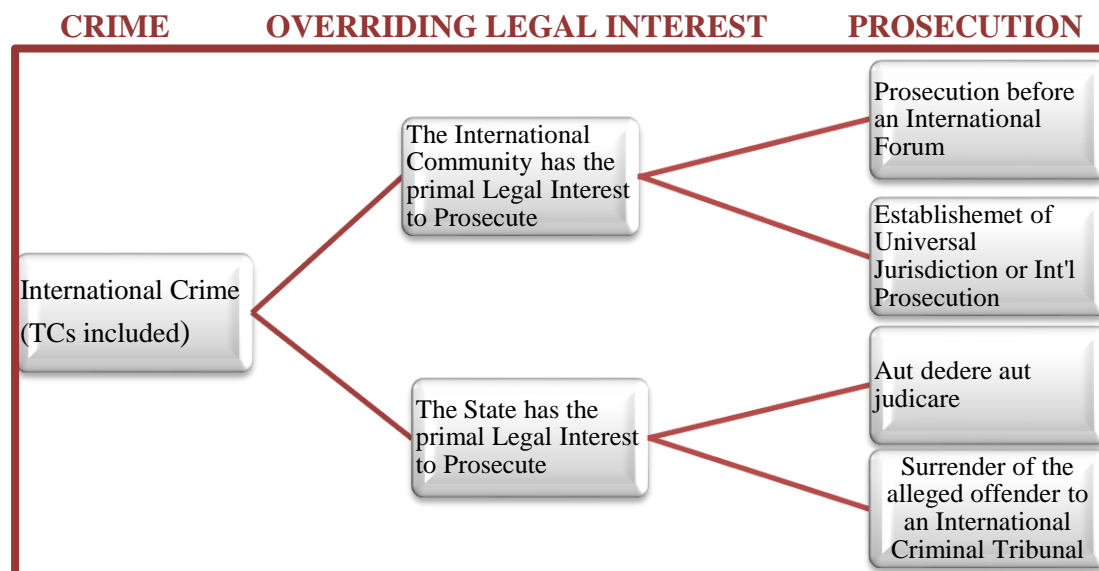 CRIME OVERRIDING LEGAL INTEREST PROSECUTION
International Crime
(TCs included)
The International
Community has the
primal Legal Interest
to Prosecute
The State has the
primal Legal Interest
to Prosecute
Prosecution before
an International
Forum
Establishemet of
Universal
Jurisdiction or Int'l
Prosecution
Aut dedere aut
judicare
Surrender of the
alleged offender to
an International
Criminal Tribunal